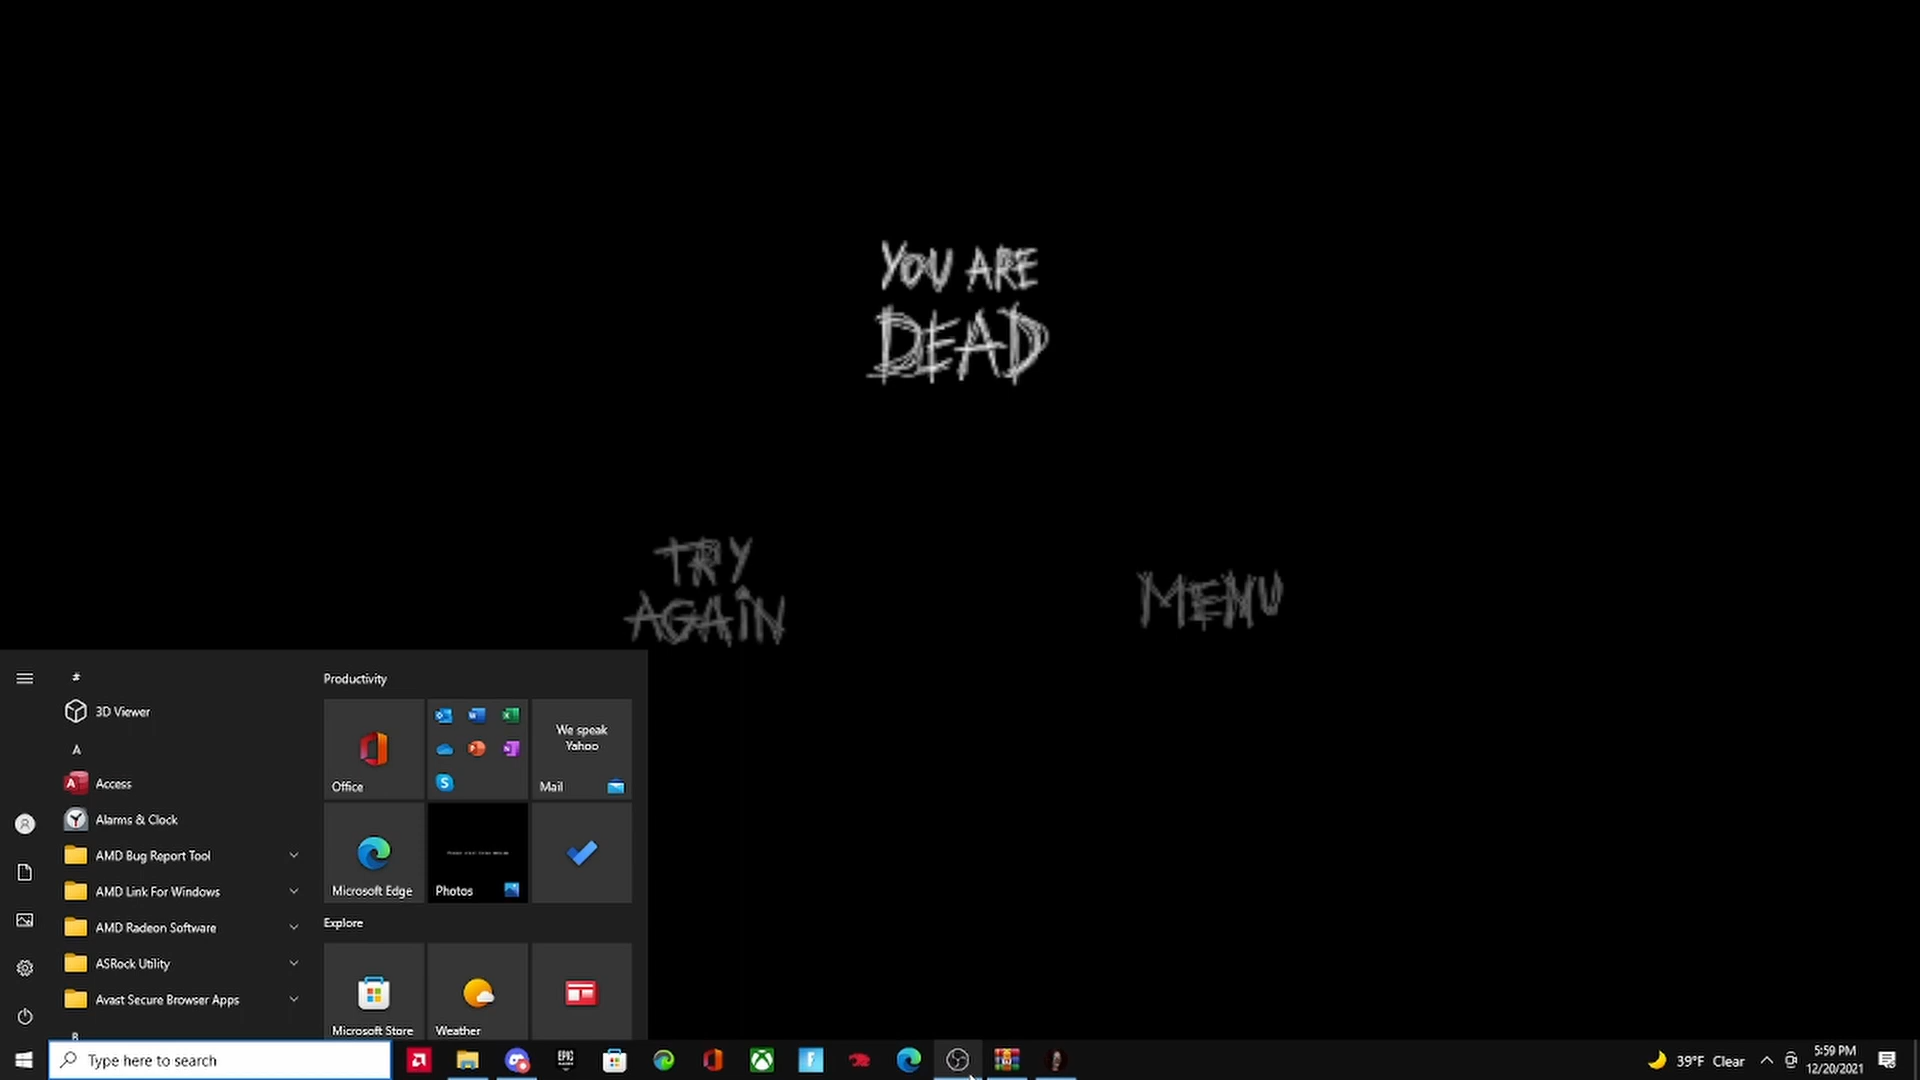 YOU ARE
DEAD
TRY
AGAIN
MENU
#
3D Viewer
A
Access
Alarms & Clock
AMD Bug Report Tool
AMD Link For Windows
AMD Radeon Software
ASRock Utility
Avast Secure Browser Apps
B
Productivity
Office
We speak
Yahoo
Mail
Microsoft Edge
Photos
Explore
Microsoft Store
Weather
Type here to search
EPIC
39°F Clear
5:59 PM
12/20/2021